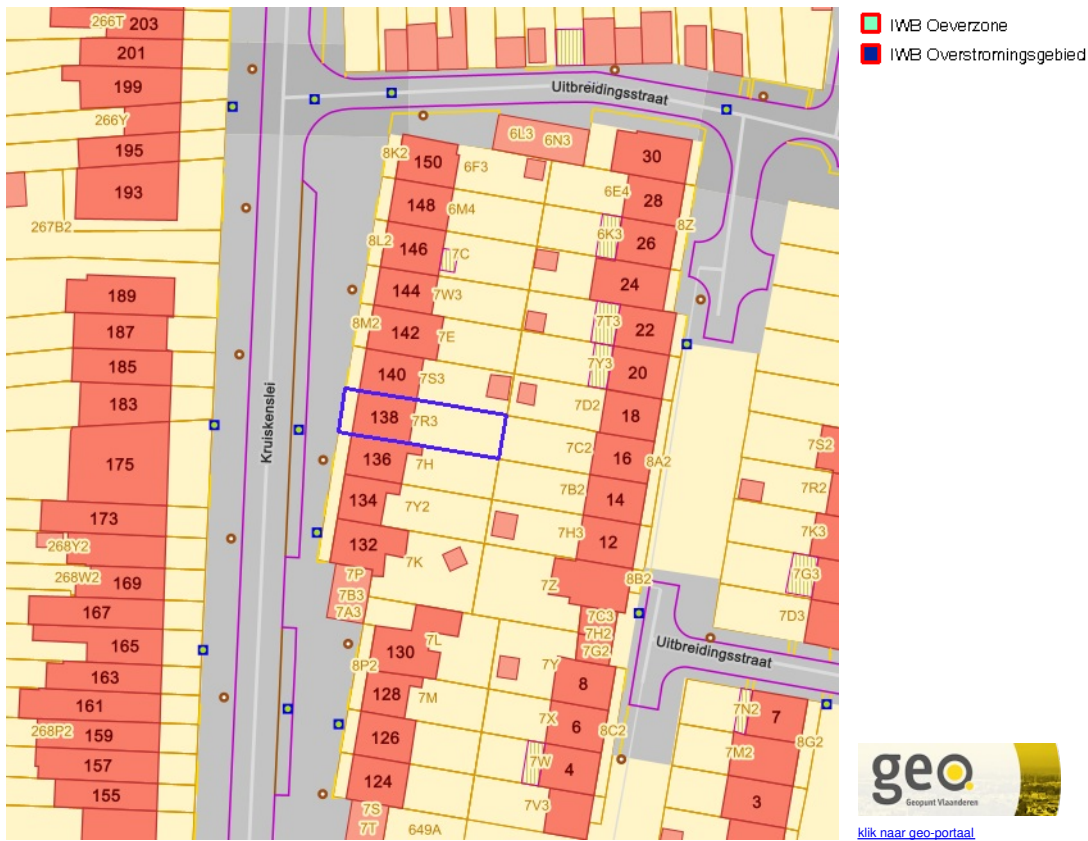 266T
203
201
199
266Y
195
193
267B2
189
187
185
183
175
173
268Y2
268W2
169
167
165
163
161
268P2
159
157
155
Kruiskenslei
Uitbreidingsstraat
8K2
150
6F3
6L3
6N3
30
148
6M4
6E4
28
8L2
146
7C
6K3
26
8Z
144
7W3
24
8M2
142
7E
7T3
22
140
7S3
7Y3
20
138
7R3
7D2
18
136
7H
7C2
16
8A2
134
7Y2
7B2
14
132
7K
7H3
12
7P
7B3
7A3
7Z
8B2
7C3
7H2
7G2
7L
130
8P2
7Y
8
128
7M
7X
6
8C2
126
7W
4
124
7V3
7S
7T
649A
7S2
7R2
7K3
7G3
7D3
Uitbreidingsstraat
7N2
7
8G2
7M2
3
IWB Oeverzone
IWB Overstromingsgebied
geo
Geopunt Vlaanderen
klik naar geo-portaal